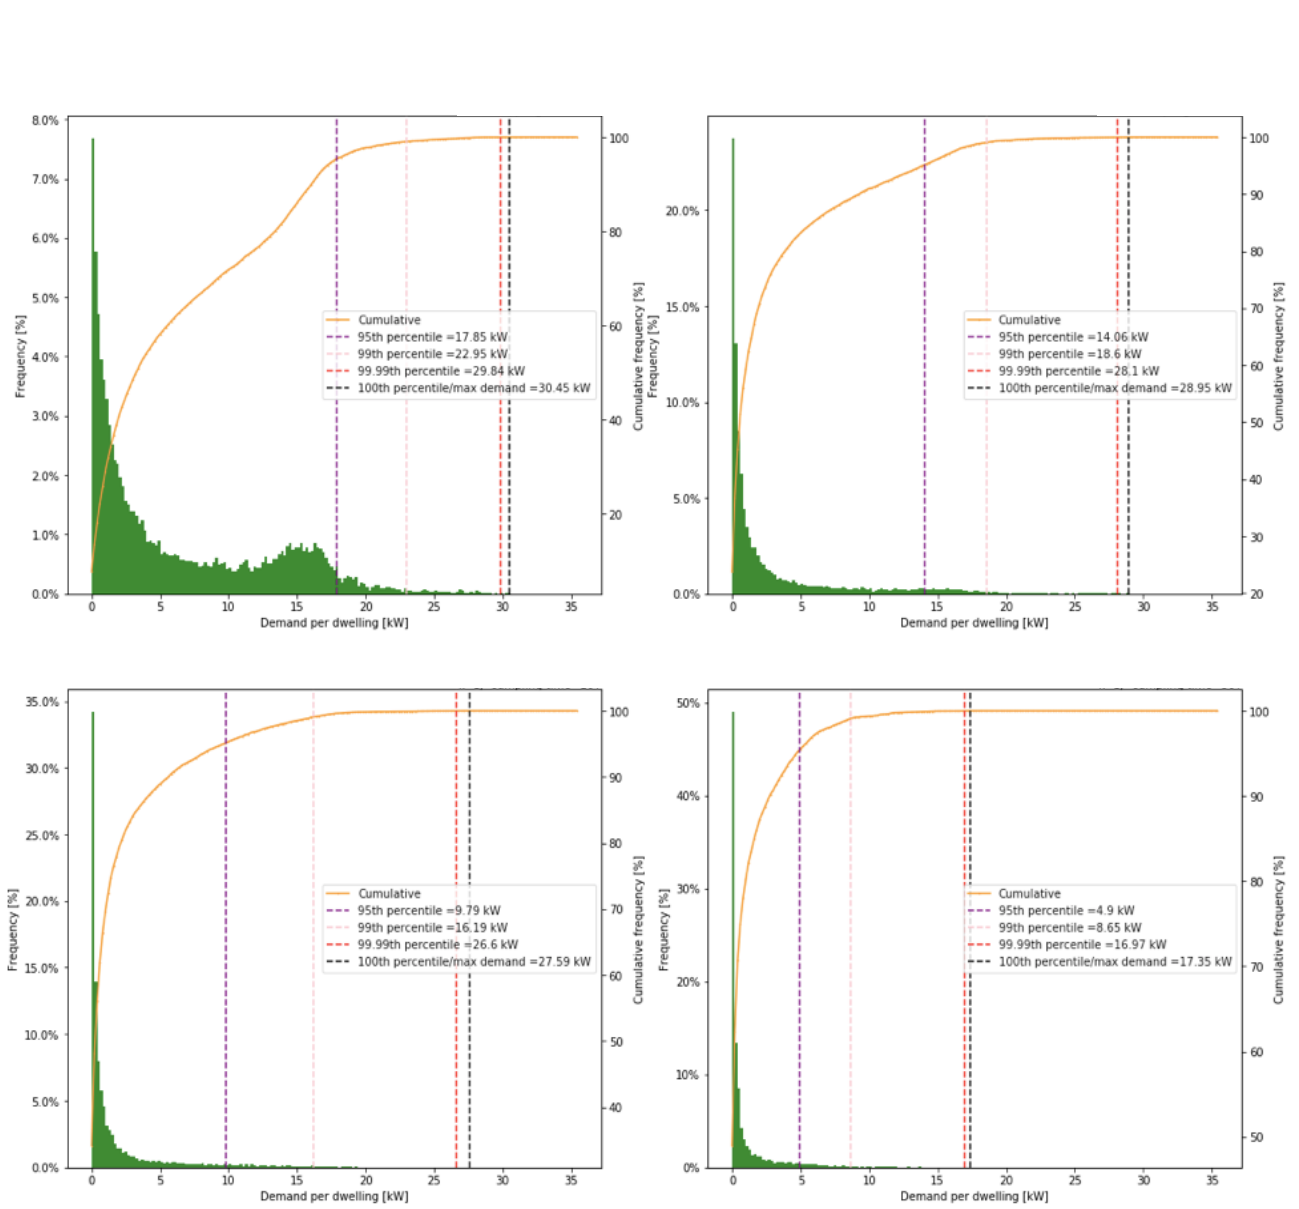 8.0%
7.0%
6.0%
5.0%
4.0%
3.0%
2.0%
1.0%
0.0%
Frequency [%]
100
80
60
40
20
Cumulative frequency [%]
Cumulative
95th percentile =17.85 kW
99th percentile =22.95 kW
99.99th percentile =29.84 kW
100th percentile/max demand =30.45 kW
0 5 10 15 20 25 30 35
Demand per dwelling [kW]
20.0%
15.0%
10.0%
5.0%
0.0%
Frequency [%]
100
90
80
70
60
50
40
30
20
Cumulative frequency [%]
Cumulative
95th percentile =14.06 kW
99th percentile =18.6 kW
99.99th percentile =28.1 kW
100th percentile/max demand =28.95 kW
0 5 10 15 20 25 30 35
Demand per dwelling [kW]
35.0%
30.0%
25.0%
20.0%
15.0%
10.0%
5.0%
0.0%
Frequency [%]
100
90
80
70
60
50
40
Cumulative frequency [%]
Cumulative
95th percentile =9.79 kW
99th percentile =16.19 kW
99.99th percentile =26.6 kW
100th percentile/max demand =27.59 kW
0 5 10 15 20 25 30 35
Demand per dwelling [kW]
50%
40%
30%
20%
10%
0%
Frequency [%]
100
90
80
70
60
50
Cumulative frequency [%]
Cumulative
95th percentile =4.9 kW
99th percentile =8.65 kW
99.99th percentile =16.97 kW
100th percentile/max demand =17.35 kW
0 5 10 15 20 25 30 35
Demand per dwelling [kW]